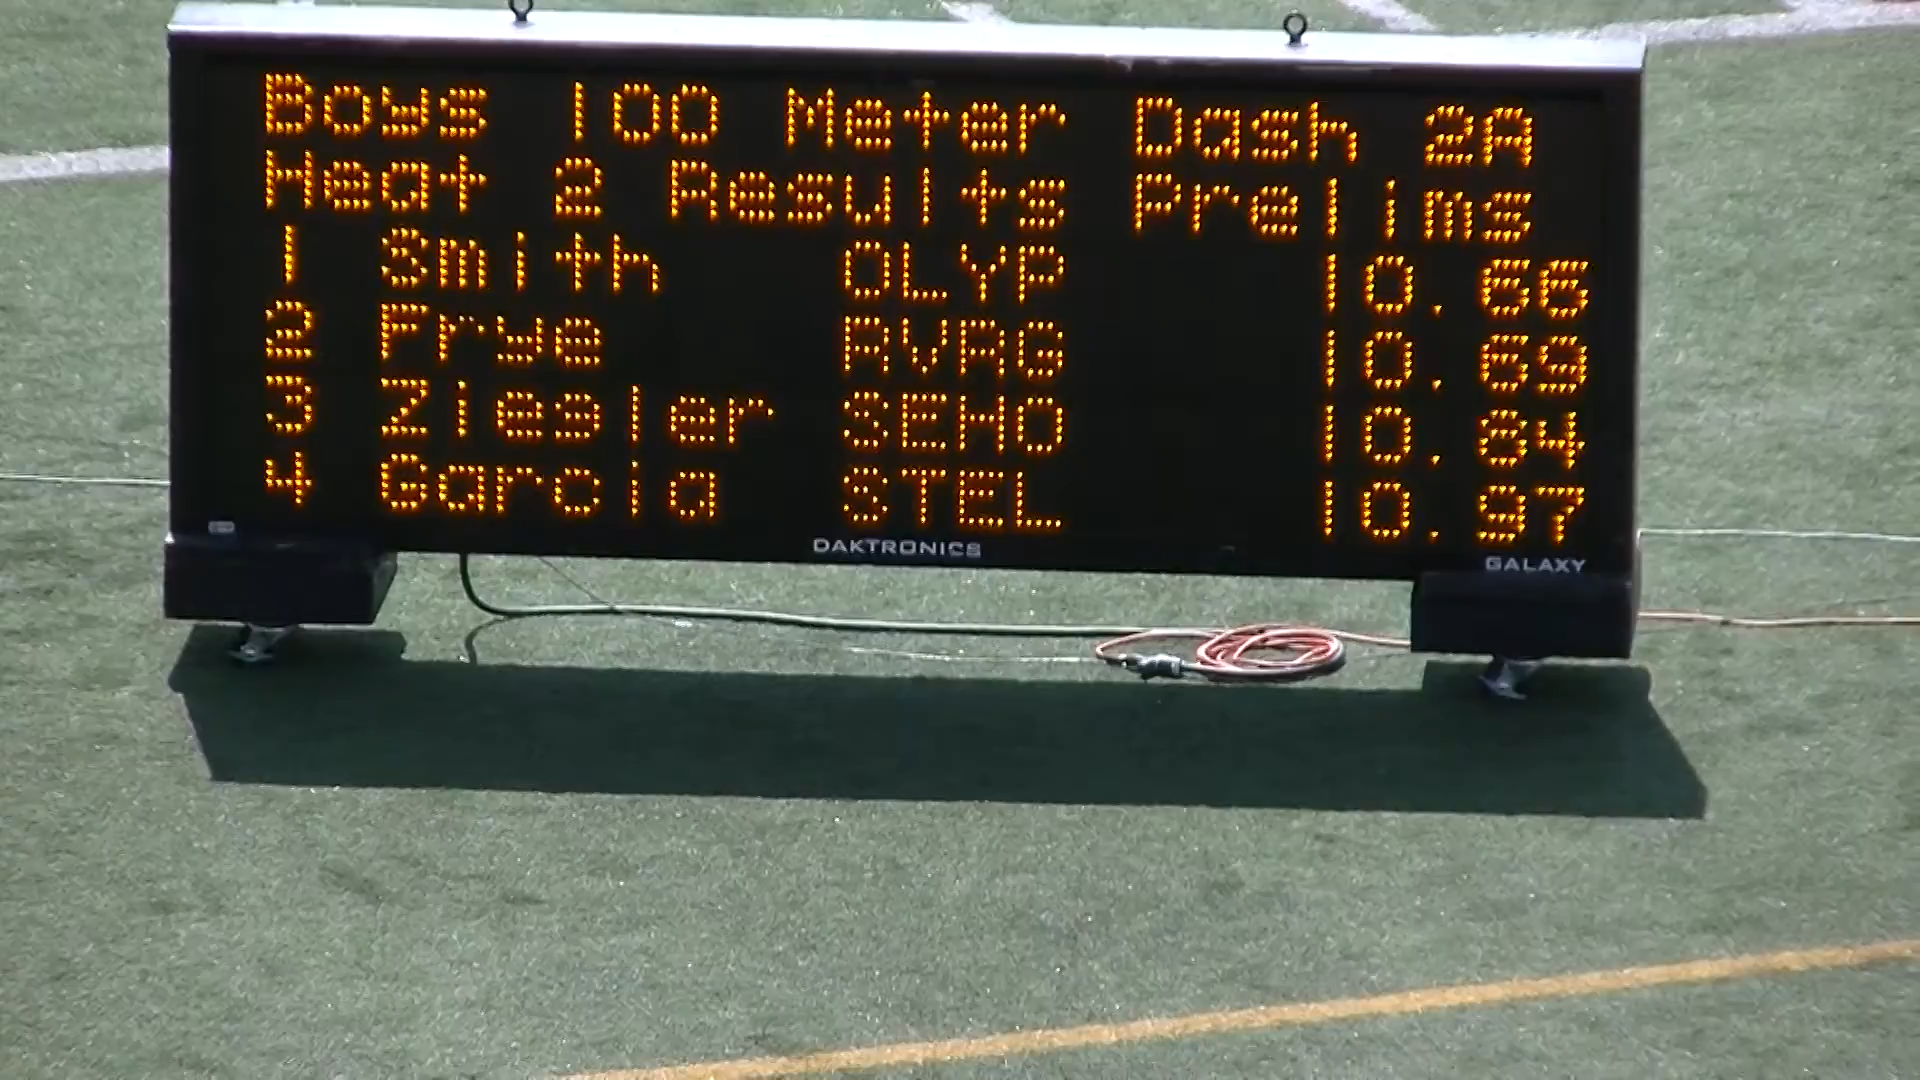 Boys 100 Meter Dash 2A
Heat 2 Results Prelims
1 Smith OLYP 10.66
2 Frye RVRG 10.69
3 Ziesler SEHO 10.84
4 Garcia STEL 10.97
DAKTRONICS
GALAXY